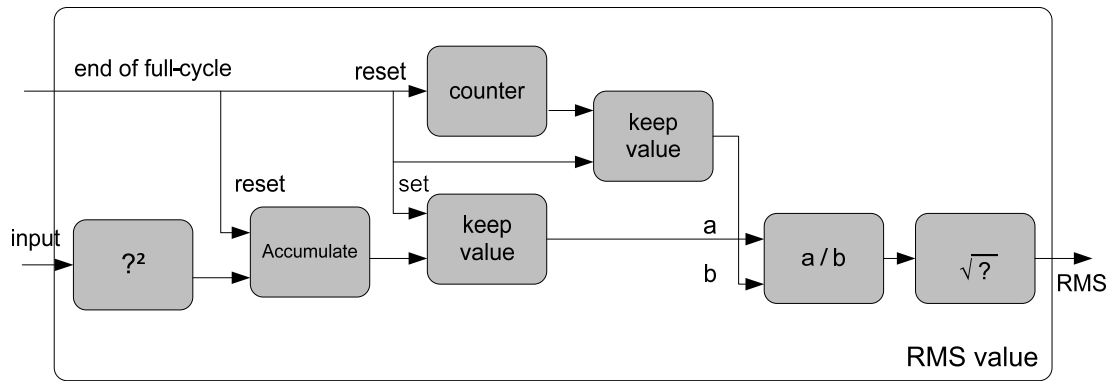 end of full-cycle
reset
counter
keep
value
reset
set
input
?²
Accumulate
keep
value
a
b
a / b
√?
RMS
RMS value